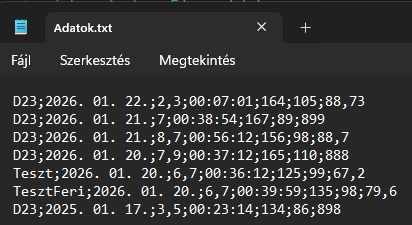 Adatok.txt
Fájl Szerkesztés Megtekintés
D23;2026. 01. 22.;2,3;00:07:01;164;105;88,73
D23;2026. 01. 21.;7;00:38:54;167;89;899
D23;2026. 01. 21.;8,7;00:56:12;156;98;88,7
D23;2026. 01. 20.;7,9;00:37:12;165;110;888
Teszt;2026. 01. 20.;6,7;00:36:12;125;99;67,2
TesztFeri;2026. 01. 20.;6,7;00:39:59;135;98;79,6
D23;2025. 01. 17.;3,5;00:23:14;134;86;898